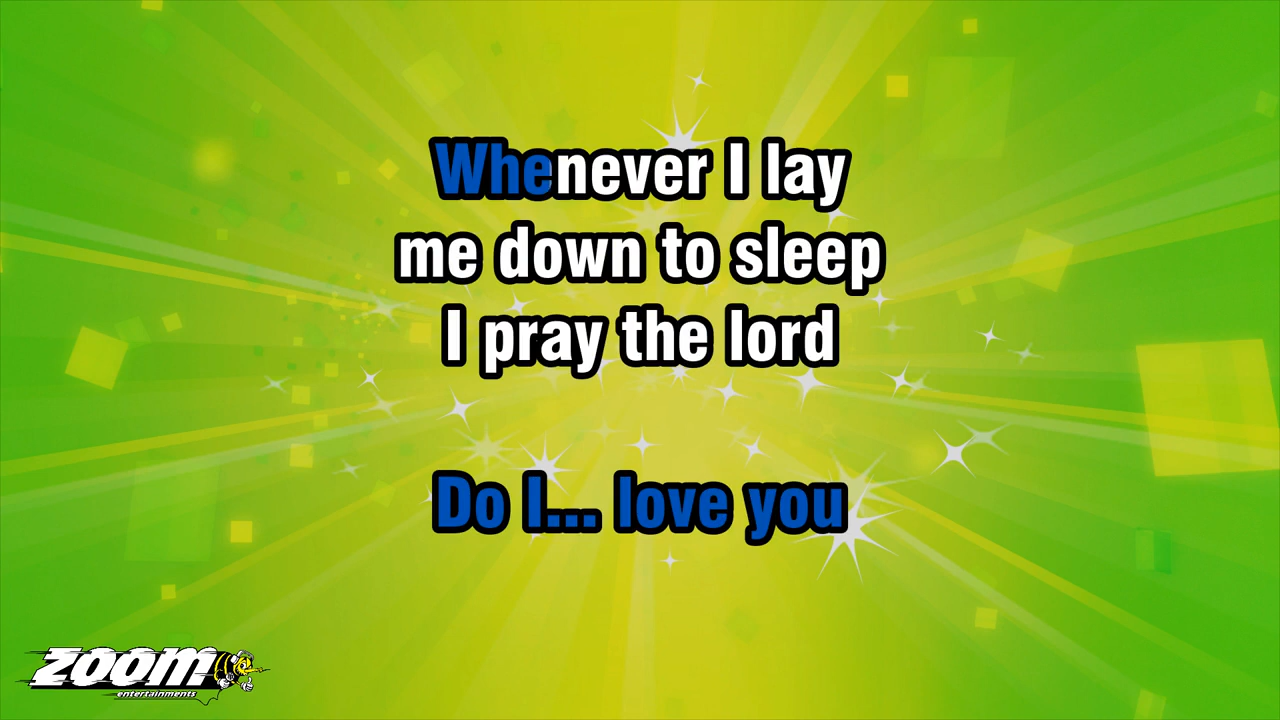 Whenever I lay
me down to sleep
I pray the lord
Do I... love you
ZOOM
entertainments